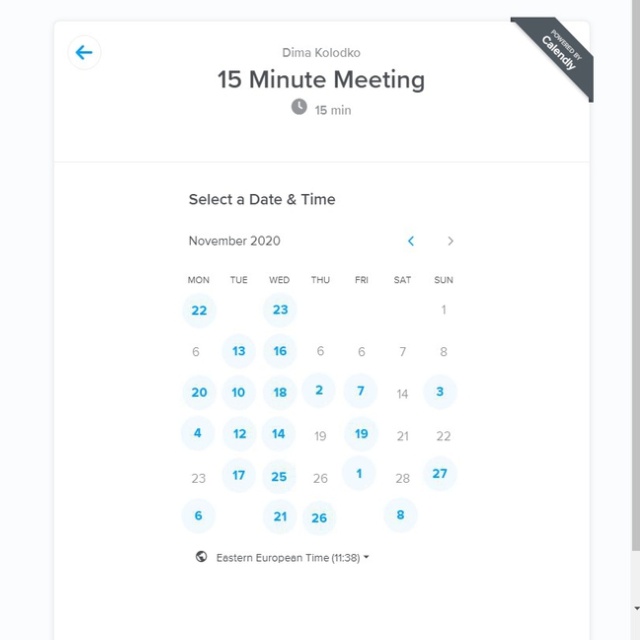 Dima Kolodko
POWERED BY
Calendly
15 Minute Meeting
15 min
Select a Date & Time
November 2020
MON TUE WED THU FRI SAT SUN
22 23 1
6 13 16 6 6 7 8
20 10 18 2 7 14 3
4 12 14 19 19 21 22
23 17 25 26 1 28 27
6 21 26 8
Eastern European Time (11:38)